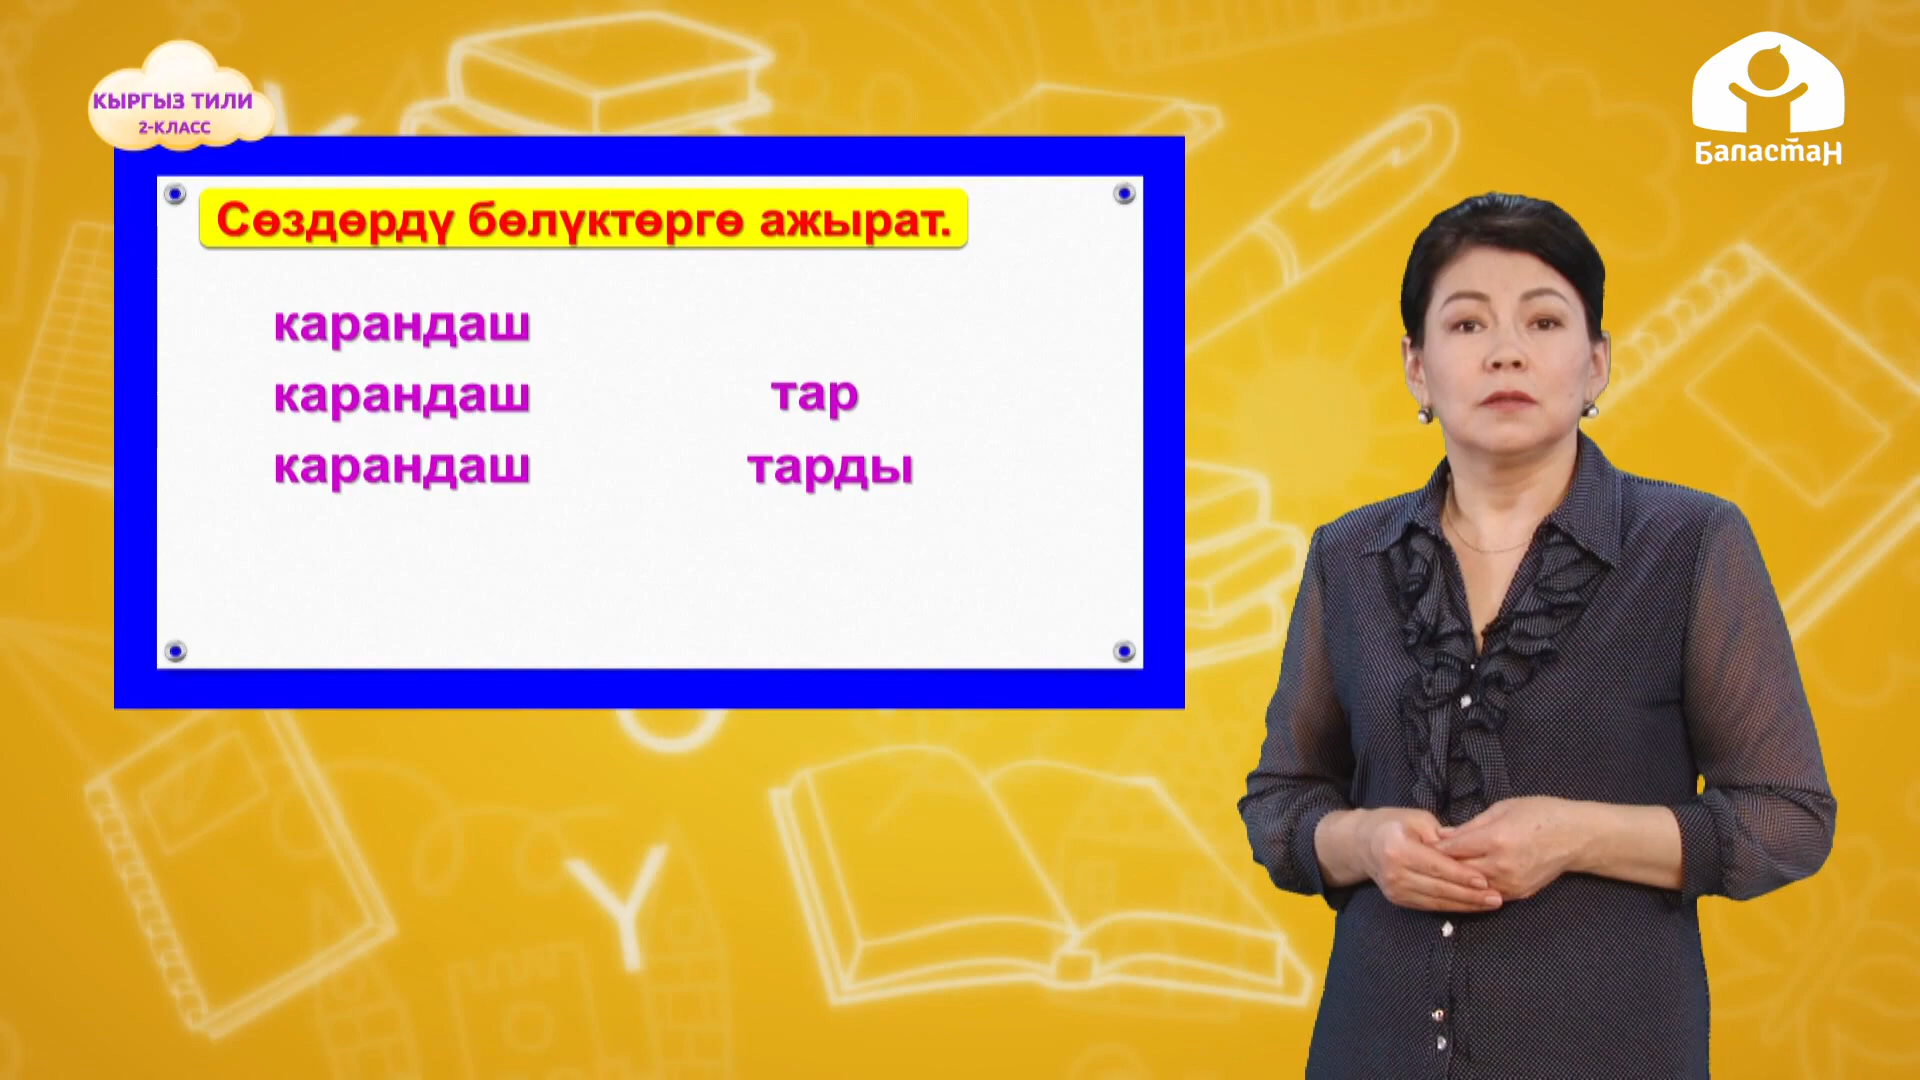 КЫРГЫЗ ТИЛИ
2-КЛАСС
Баластан
Сөздөрдү бөлүктөргө ажырат.
карандаш
карандаш тар
карандаш тарды
Y